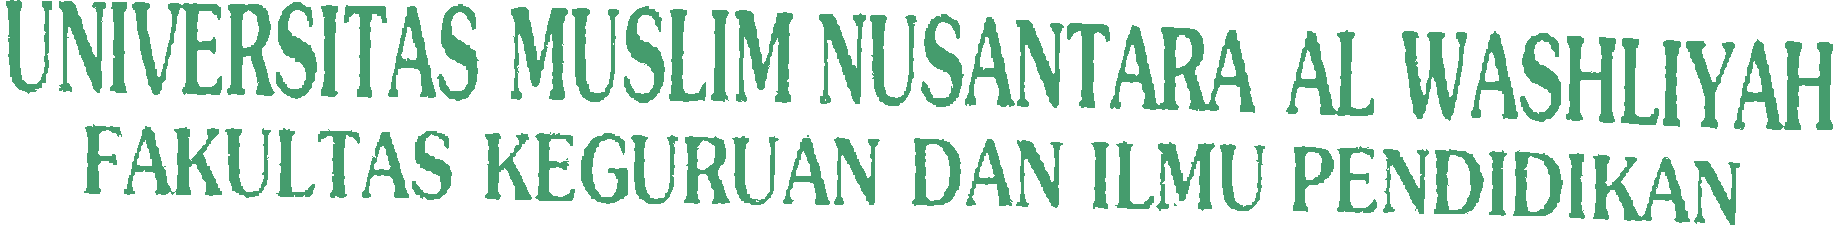 UNIVERSITAS MUSLIM NUSANTARA AL WASHLIYAH
FAKULTAS KEGURUAN DAN ILMU PENDIDIKAN